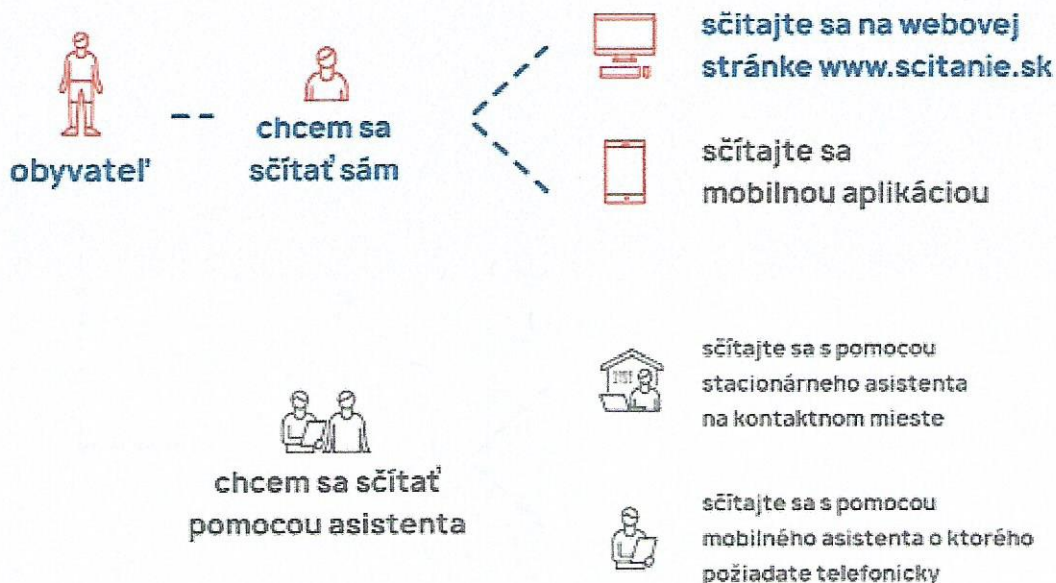 obyvateľ
chcem sa
sčítať sám
sčítajte sa na webovej
stránke www.scitanie.sk
sčítajte sa
mobilnou aplikáciou
chcem sa sčítať
pomocou asistenta
sčítajte sa s pomocou
stacionárneho asistenta
na kontaktnom mieste
sčítajte sa s pomocou
mobilného asistenta o ktorého
požiadate telefonicky